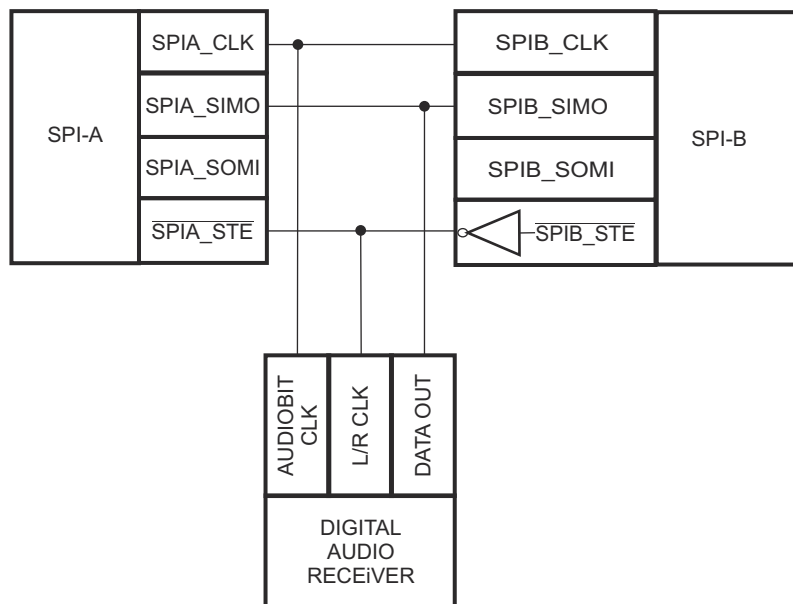 SPI-A
SPIA_CLK
SPIA_SIMO
SPIA_SOMI
SPIA_STE
SPIB_CLK
SPIB_SIMO
SPIB_SOMI
SPIB_STE
SPI-B
AUDIOBIT
CLK
L/R CLK
DATA OUT
DIGITAL
AUDIO
RECEiVER